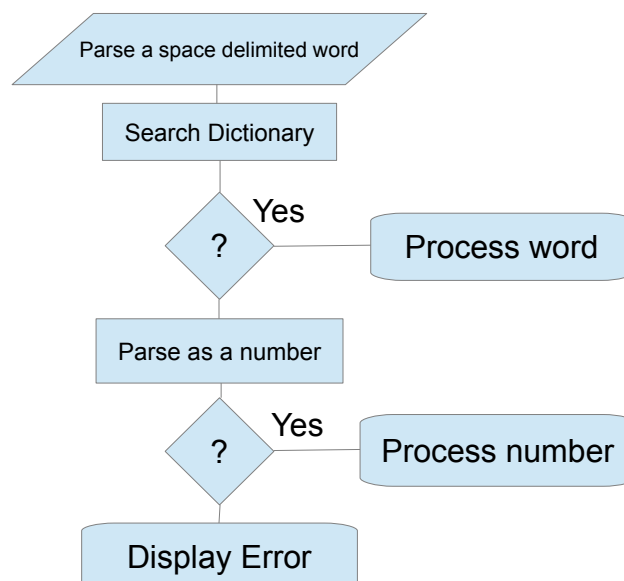 Parse a space delimited word
Search Dictionary
Yes
?
Process word
Parse as a number
Yes
?
Process number
Display Error